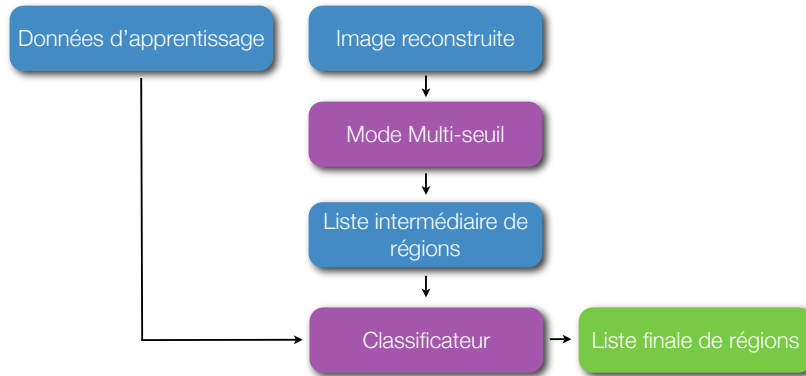 Données d'apprentissage
Image reconstruite
Mode Multi-seuil
Liste intermédiaire de
régions
Classificateur
Liste finale de régions